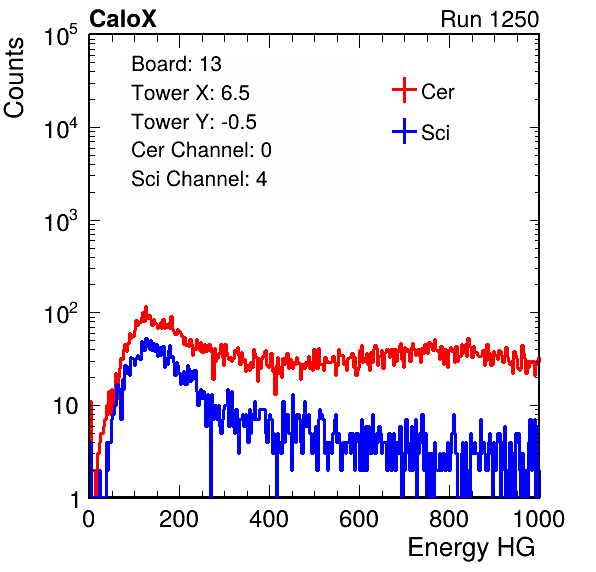 CaloX Run 1250
Counts
10^5
10^4
10^3
10^2
10
1
Board: 13
Tower X: 6.5
Tower Y: -0.5
Cer Channel: 0
Sci Channel: 4
Cer
Sci
0 200 400 600 800 1000
Energy HG